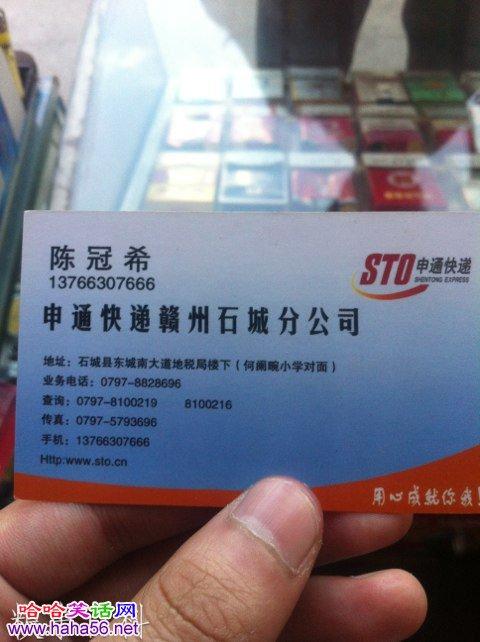 陈冠希
13766307666
STO 申通快递
SHENTONG EXPRESS
申通快递赣州石城分公司
地址：石城县东城南大道地税局楼下（何阑畹小学对面）
业务电话：0797-8828696
查询：0797-8100219 8100216
传真：0797-5793696
手机：13766307666
Http:www.sto.cn
用心成就你我
哈哈笑话网
www.haha56.net